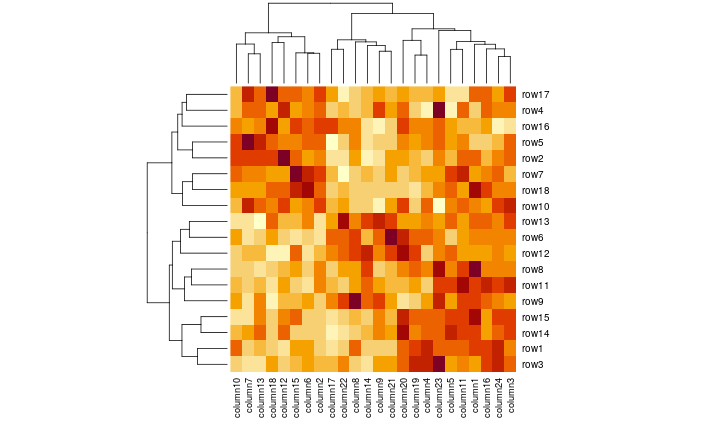 row17
row4
row16
row5
row2
row7
row18
row10
row13
row6
row12
row8
row11
row9
row15
row14
row1
row3
column10
column7
column13
column18
column12
column15
column6
column2
column17
column22
column8
column14
column9
column21
column20
column19
column4
column23
column5
column11
column1
column16
column24
column3